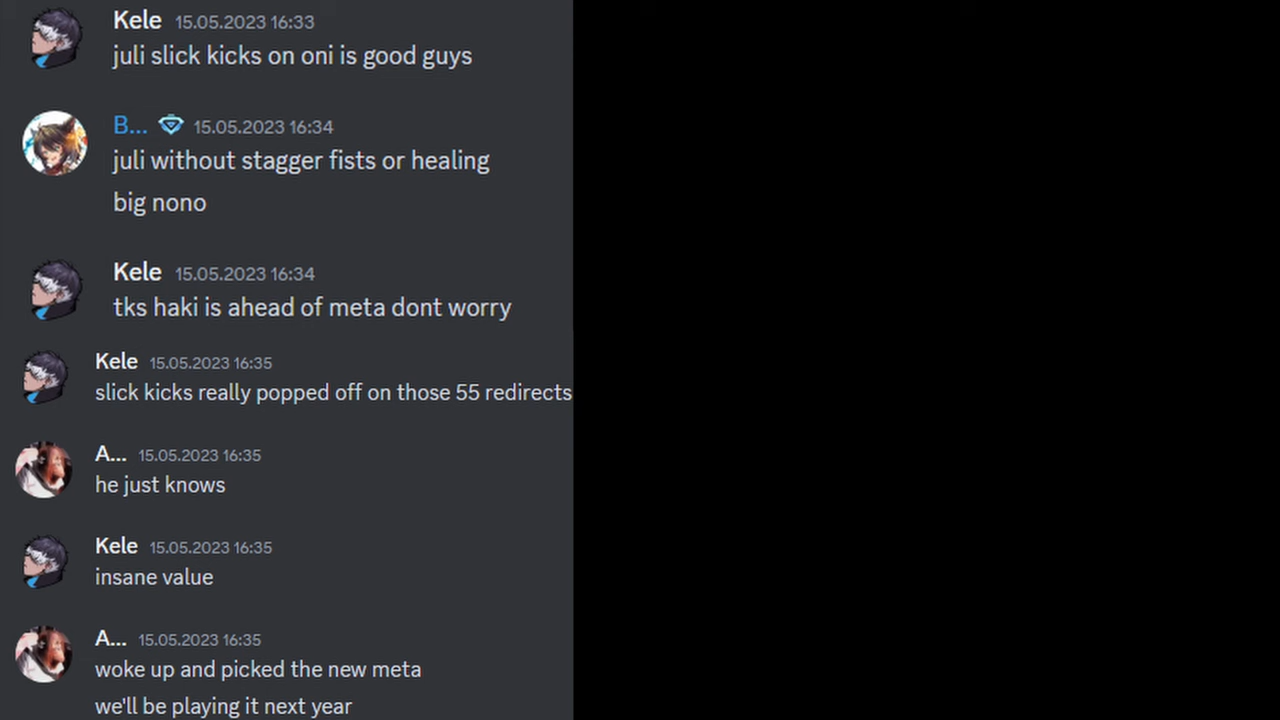 Kele 15.05.2023 16:33
juli slick kicks on oni is good guys
B... 15.05.2023 16:34
juli without stagger fists or healing
big nono
Kele 15.05.2023 16:34
tks haki is ahead of meta dont worry
Kele 15.05.2023 16:35
slick kicks really popped off on those 55 redirects
A... 15.05.2023 16:35
he just knows
Kele 15.05.2023 16:35
insane value
A... 15.05.2023 16:35
woke up and picked the new meta
we'll be playing it next year